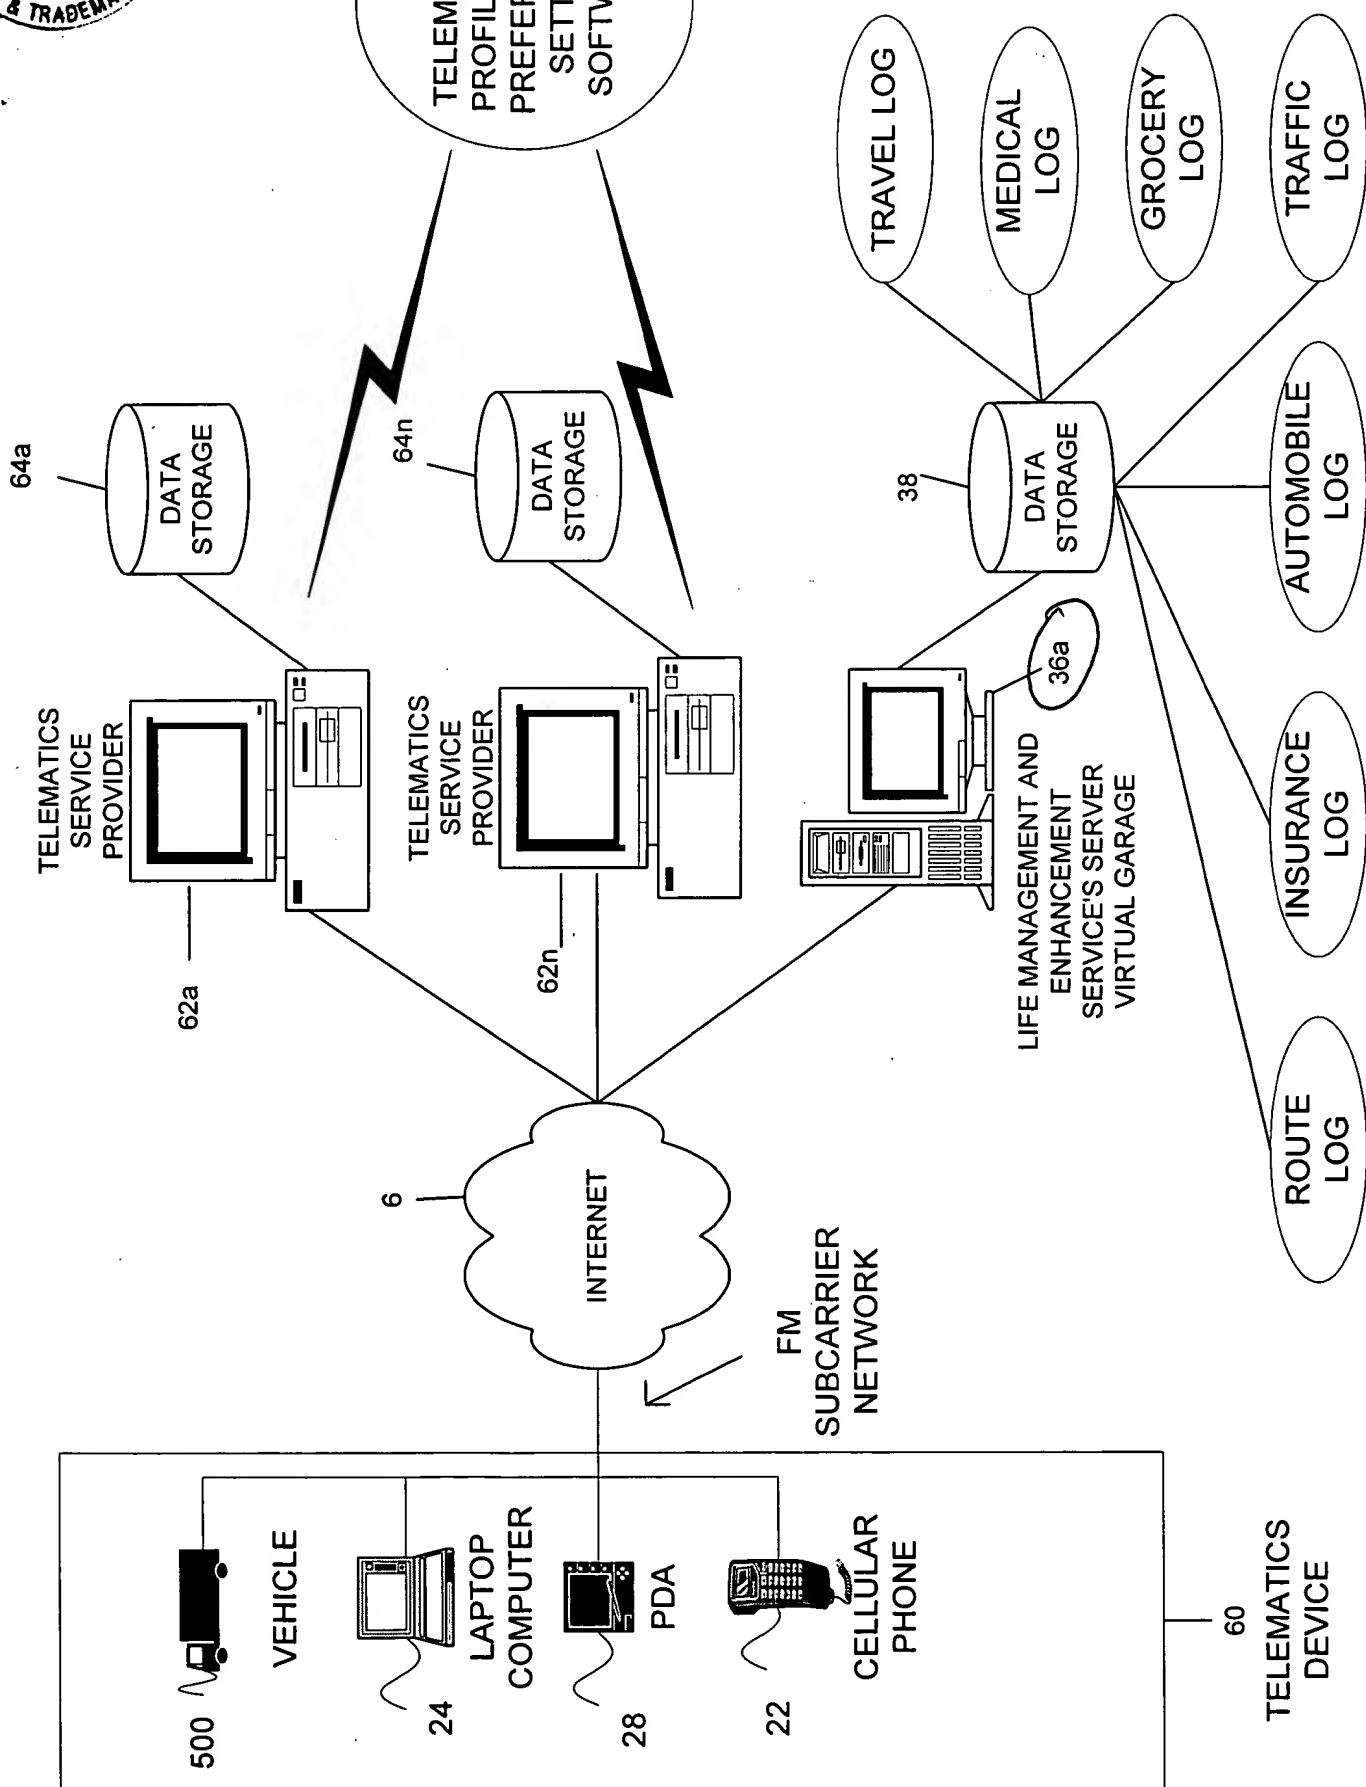 & TRADEMA
64a
TELEMATICS
SERVICE
PROVIDER
DATA
STORAGE
62a
500
VEHICLE
24
LAPTOP
COMPUTER
28
PDA
22
CELLULAR
PHONE
60
TELEMATICS
DEVICE
6
INTERNET
FM
SUBCARRIER
NETWORK
TELEMATICS
SERVICE
PROVIDER
62n
64n
DATA
STORAGE
TELEM
PROFIL
PREFER
SETT
SOFTW
36a
LIFE MANAGEMENT AND
ENHANCEMENT
SERVICE'S SERVER
VIRTUAL GARAGE
38
DATA
STORAGE
TRAVEL LOG
MEDICAL
LOG
GROCERY
LOG
TRAFFIC
LOG
AUTOMOBILE
LOG
INSURANCE
LOG
ROUTE
LOG